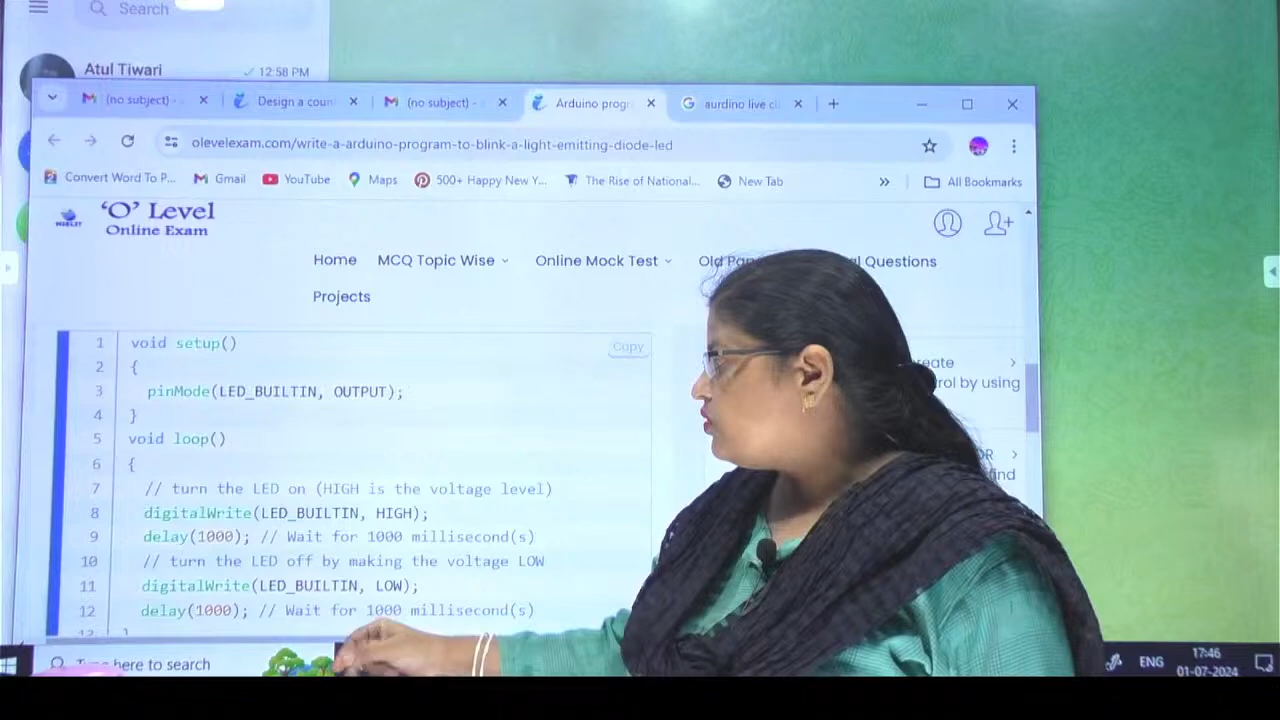 Search
Atul Tiwari
12:58 PM
(no subject) -
Design a coun
(no subject) -
Arduino progr
aurdino live cl
olevelexam.com/write-a-arduino-program-to-blink-a-light-emitting-diode-led
Convert Word To P...
Gmail
YouTube
Maps
500+ Happy New Y...
The Rise of National...
New Tab
All Bookmarks
'O' Level
Online Exam
Home
MCQ Topic Wise
Online Mock Test
Old Pap
al Questions
Projects
Copy
1 void setup()
2 {
3 pinMode(LED_BUILTIN, OUTPUT);
4 }
5 void loop()
6 {
7 // turn the LED on (HIGH is the voltage level)
8 digitalWrite(LED_BUILTIN, HIGH);
9 delay(1000); // Wait for 1000 millisecond(s)
10 // turn the LED off by making the voltage LOW
11 digitalWrite(LED_BUILTIN, LOW);
12 delay(1000); // Wait for 1000 millisecond(s)
reate
rol by using
OR
find
here to search
ENG
17:46
01-07-2024